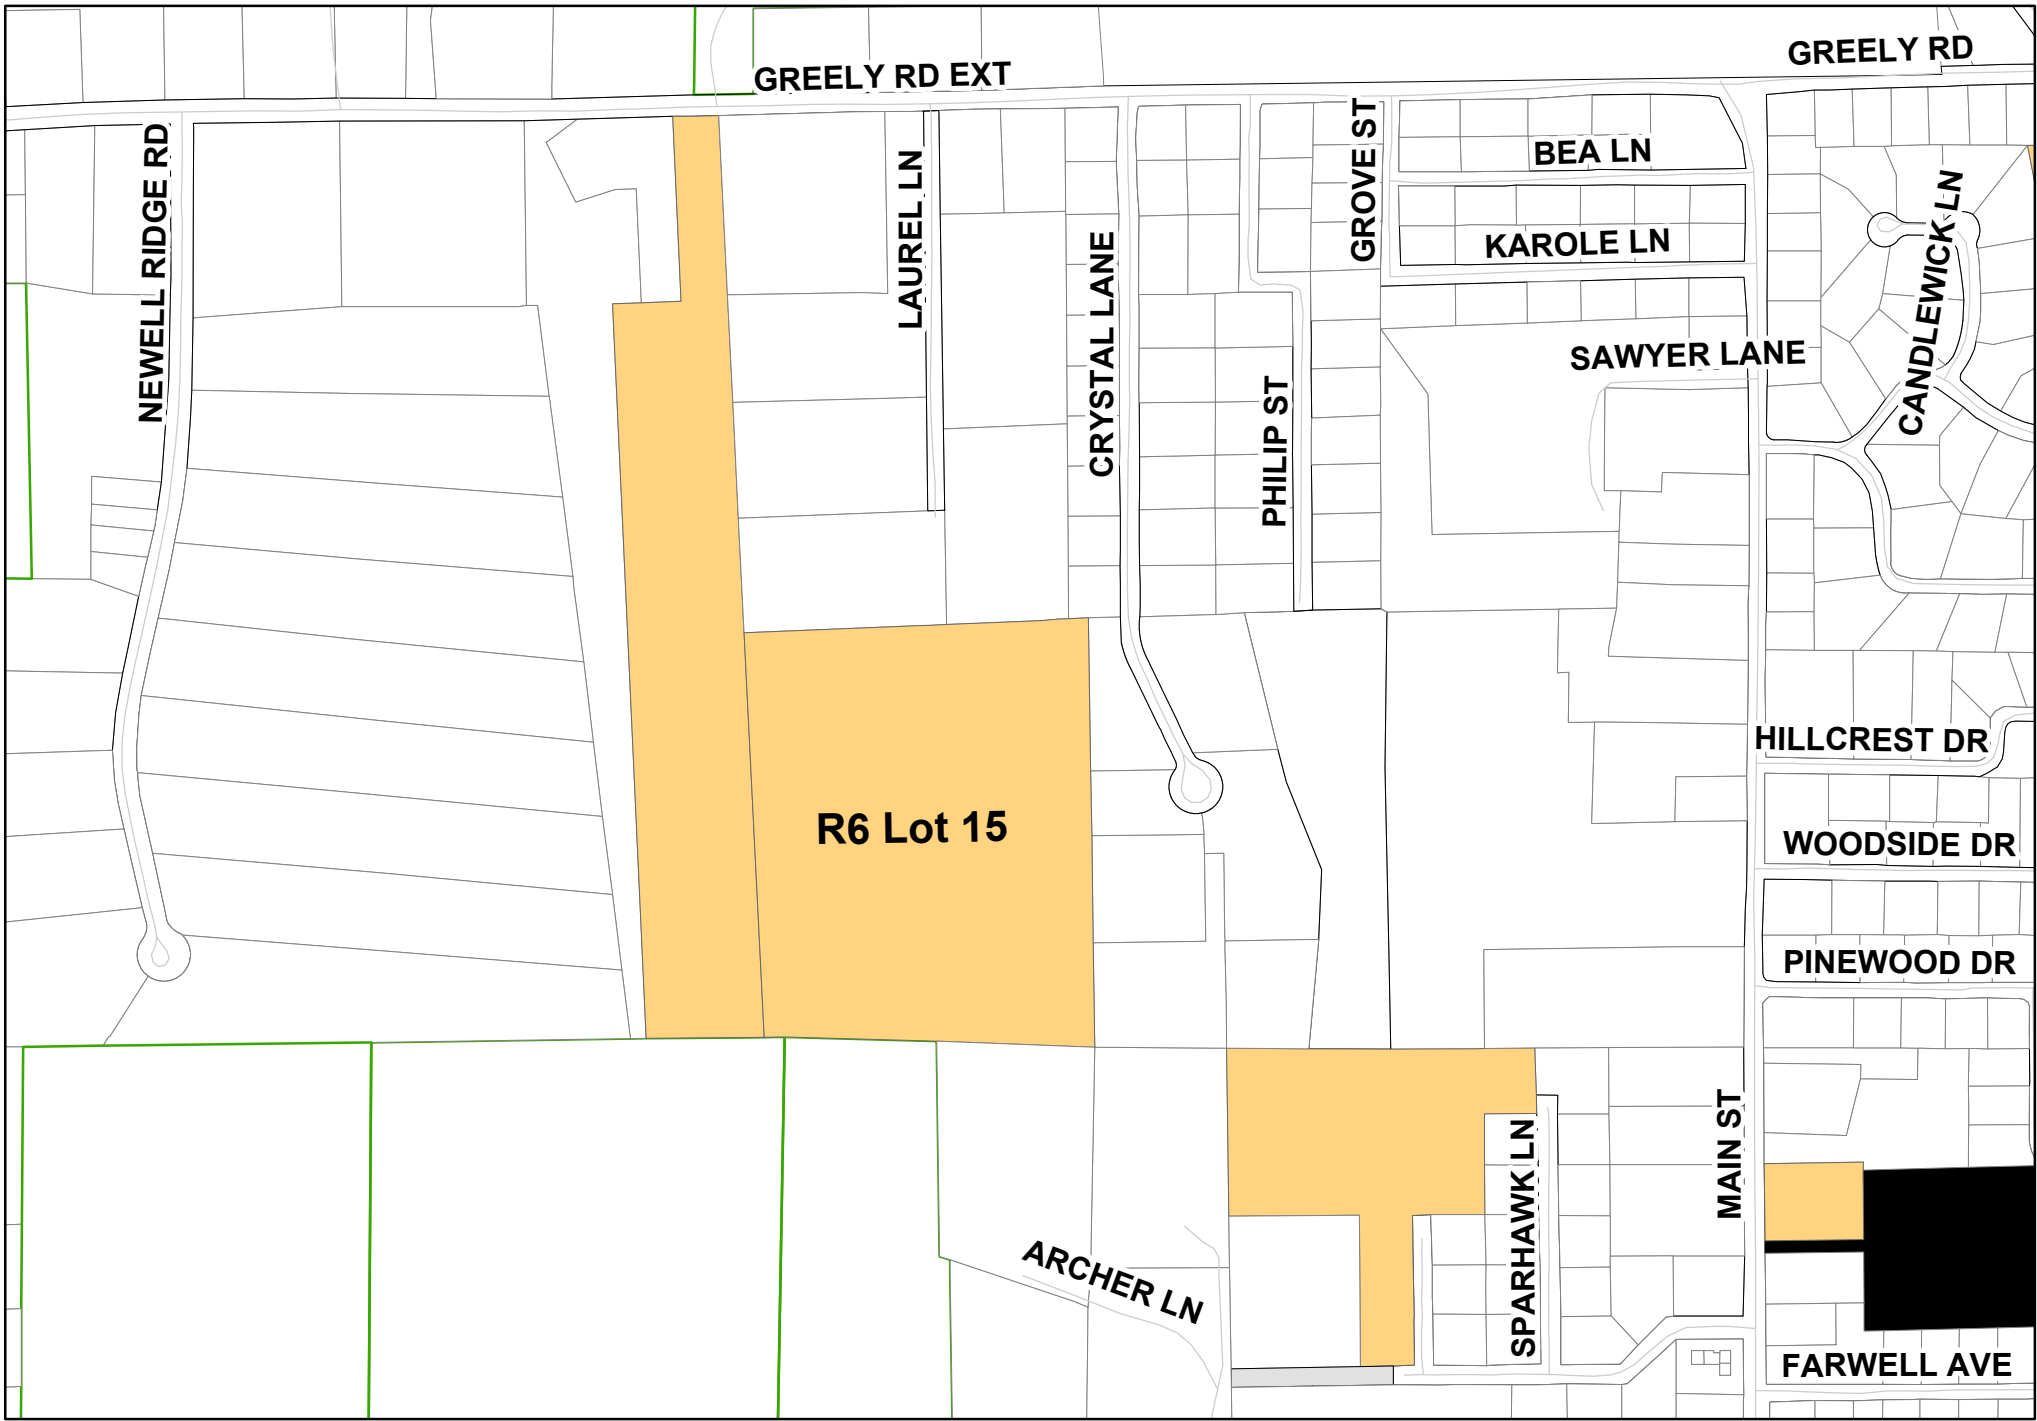 GREELY RD
GREELY RD EXT
NEWELL RIDGE RD
LAUREL LN
GROVE ST
BEA LN
KAROLE LN
CRYSTAL LANE
CANDLEWICK LN
SAWYER LANE
PHILIP ST
HILLCREST DR
R6 Lot 15
WOODSIDE DR
PINEWOOD DR
MAIN ST
SPARHAWK LN
ARCHER LN
FARWELL AVE